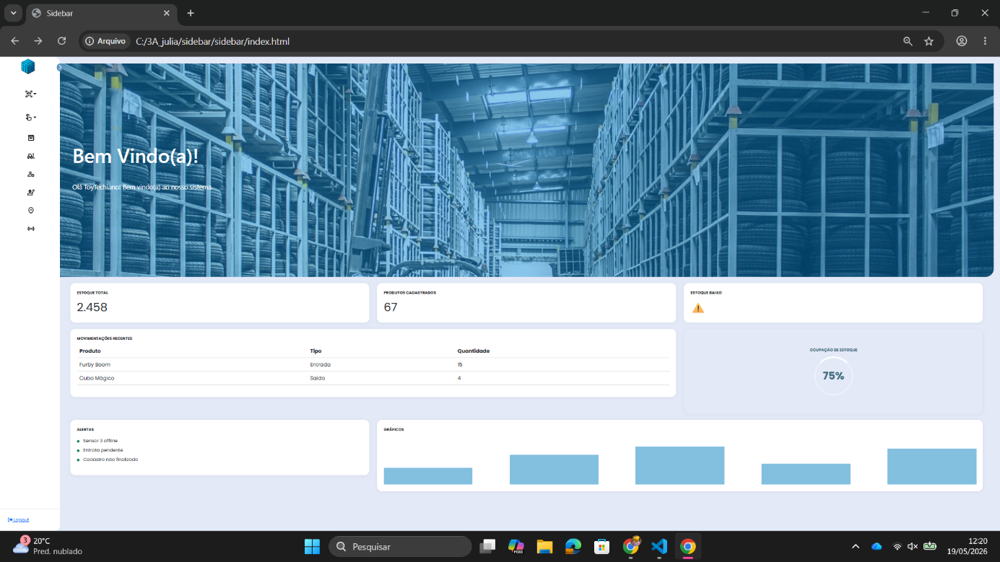 Sidebar
Arquivo
C:/3A_julia/sidebar/sidebar/index.html
Bem Vindo(a)!
Olá ToyTechiano! Bem vindo(a) ao nosso sistema.
ESTOQUE TOTAL
2.458
PRODUTOS CADASTRADOS
67
ESTOQUE BAIXO
MOVIMENTAÇÕES RECENTES
Produto Tipo Quantidade
Furby Boom Entrada 15
Cubo Mágico Saída 4
OCUPAÇÃO DE ESTOQUE
75%
ALERTAS
Sensor 3 offline
Entrota pendente
Cadastro não finalizado
GRÁFICOS
Logout
3
20°C
Pred. nublado
Pesquisar
M365
12:20
19/05/2026